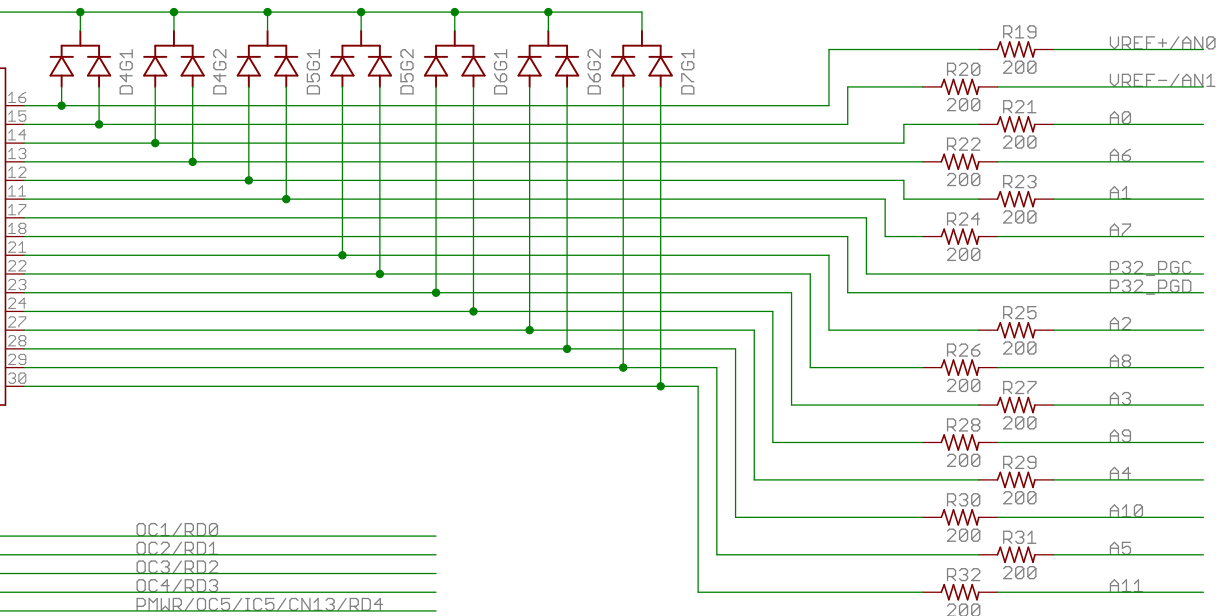 D4G1
D4G2
D5G1
D5G2
D6G1
D6G2
D7G1
16
15
14
13
12
11
17
18
21
22
23
24
27
28
29
30
R19
200
VREF+/AN0
R20
200
VREF-/AN1
R21
200
A0
R22
200
A6
R23
200
A1
R24
200
A7
P32_PGC
P32_PGD
R25
200
A2
R26
200
A8
R27
200
A3
R28
200
A9
R29
200
A4
R30
200
A10
R31
200
A5
R32
200
A11
OC1/RD0
OC2/RD1
OC3/RD2
OC4/RD3
PMWR/OC5/IC5/CN13/RD4